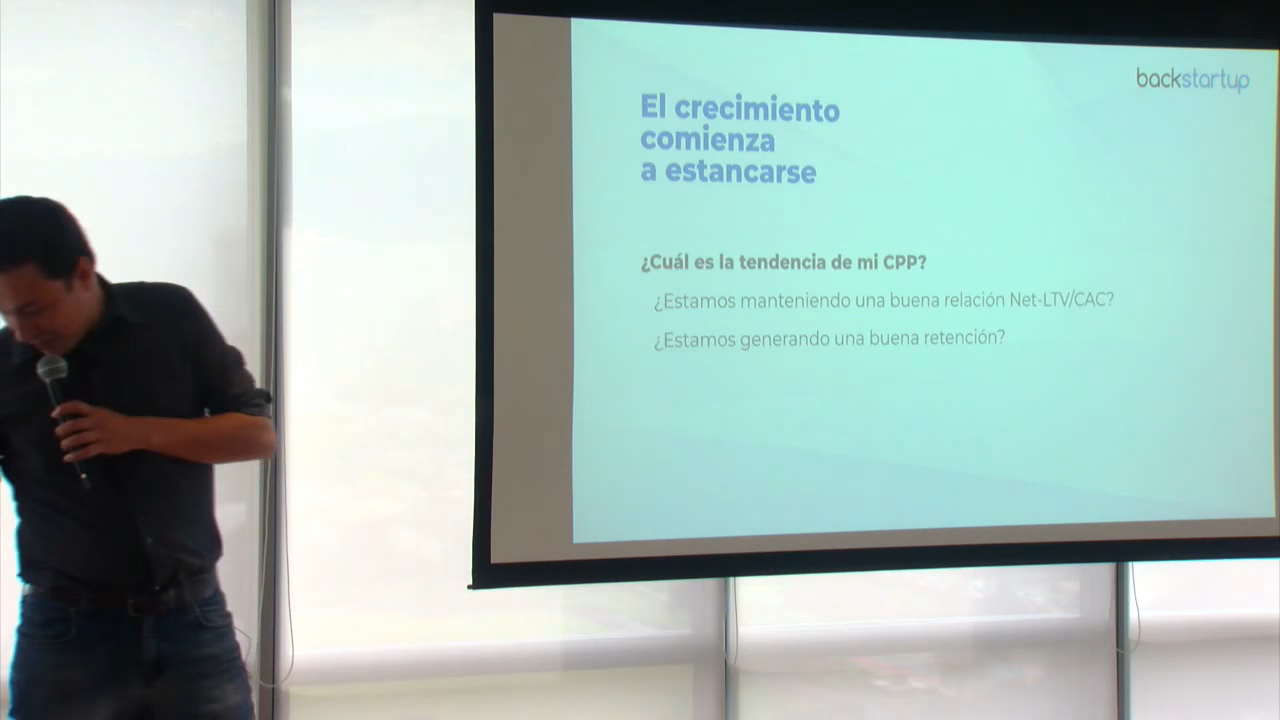 backstartup
El crecimiento
comienza
a estancarse
¿Cuál es la tendencia de mi CPP?
¿Estamos manteniendo una buena relación Net-LTV/CAC?
¿Estamos generando una buena retención?